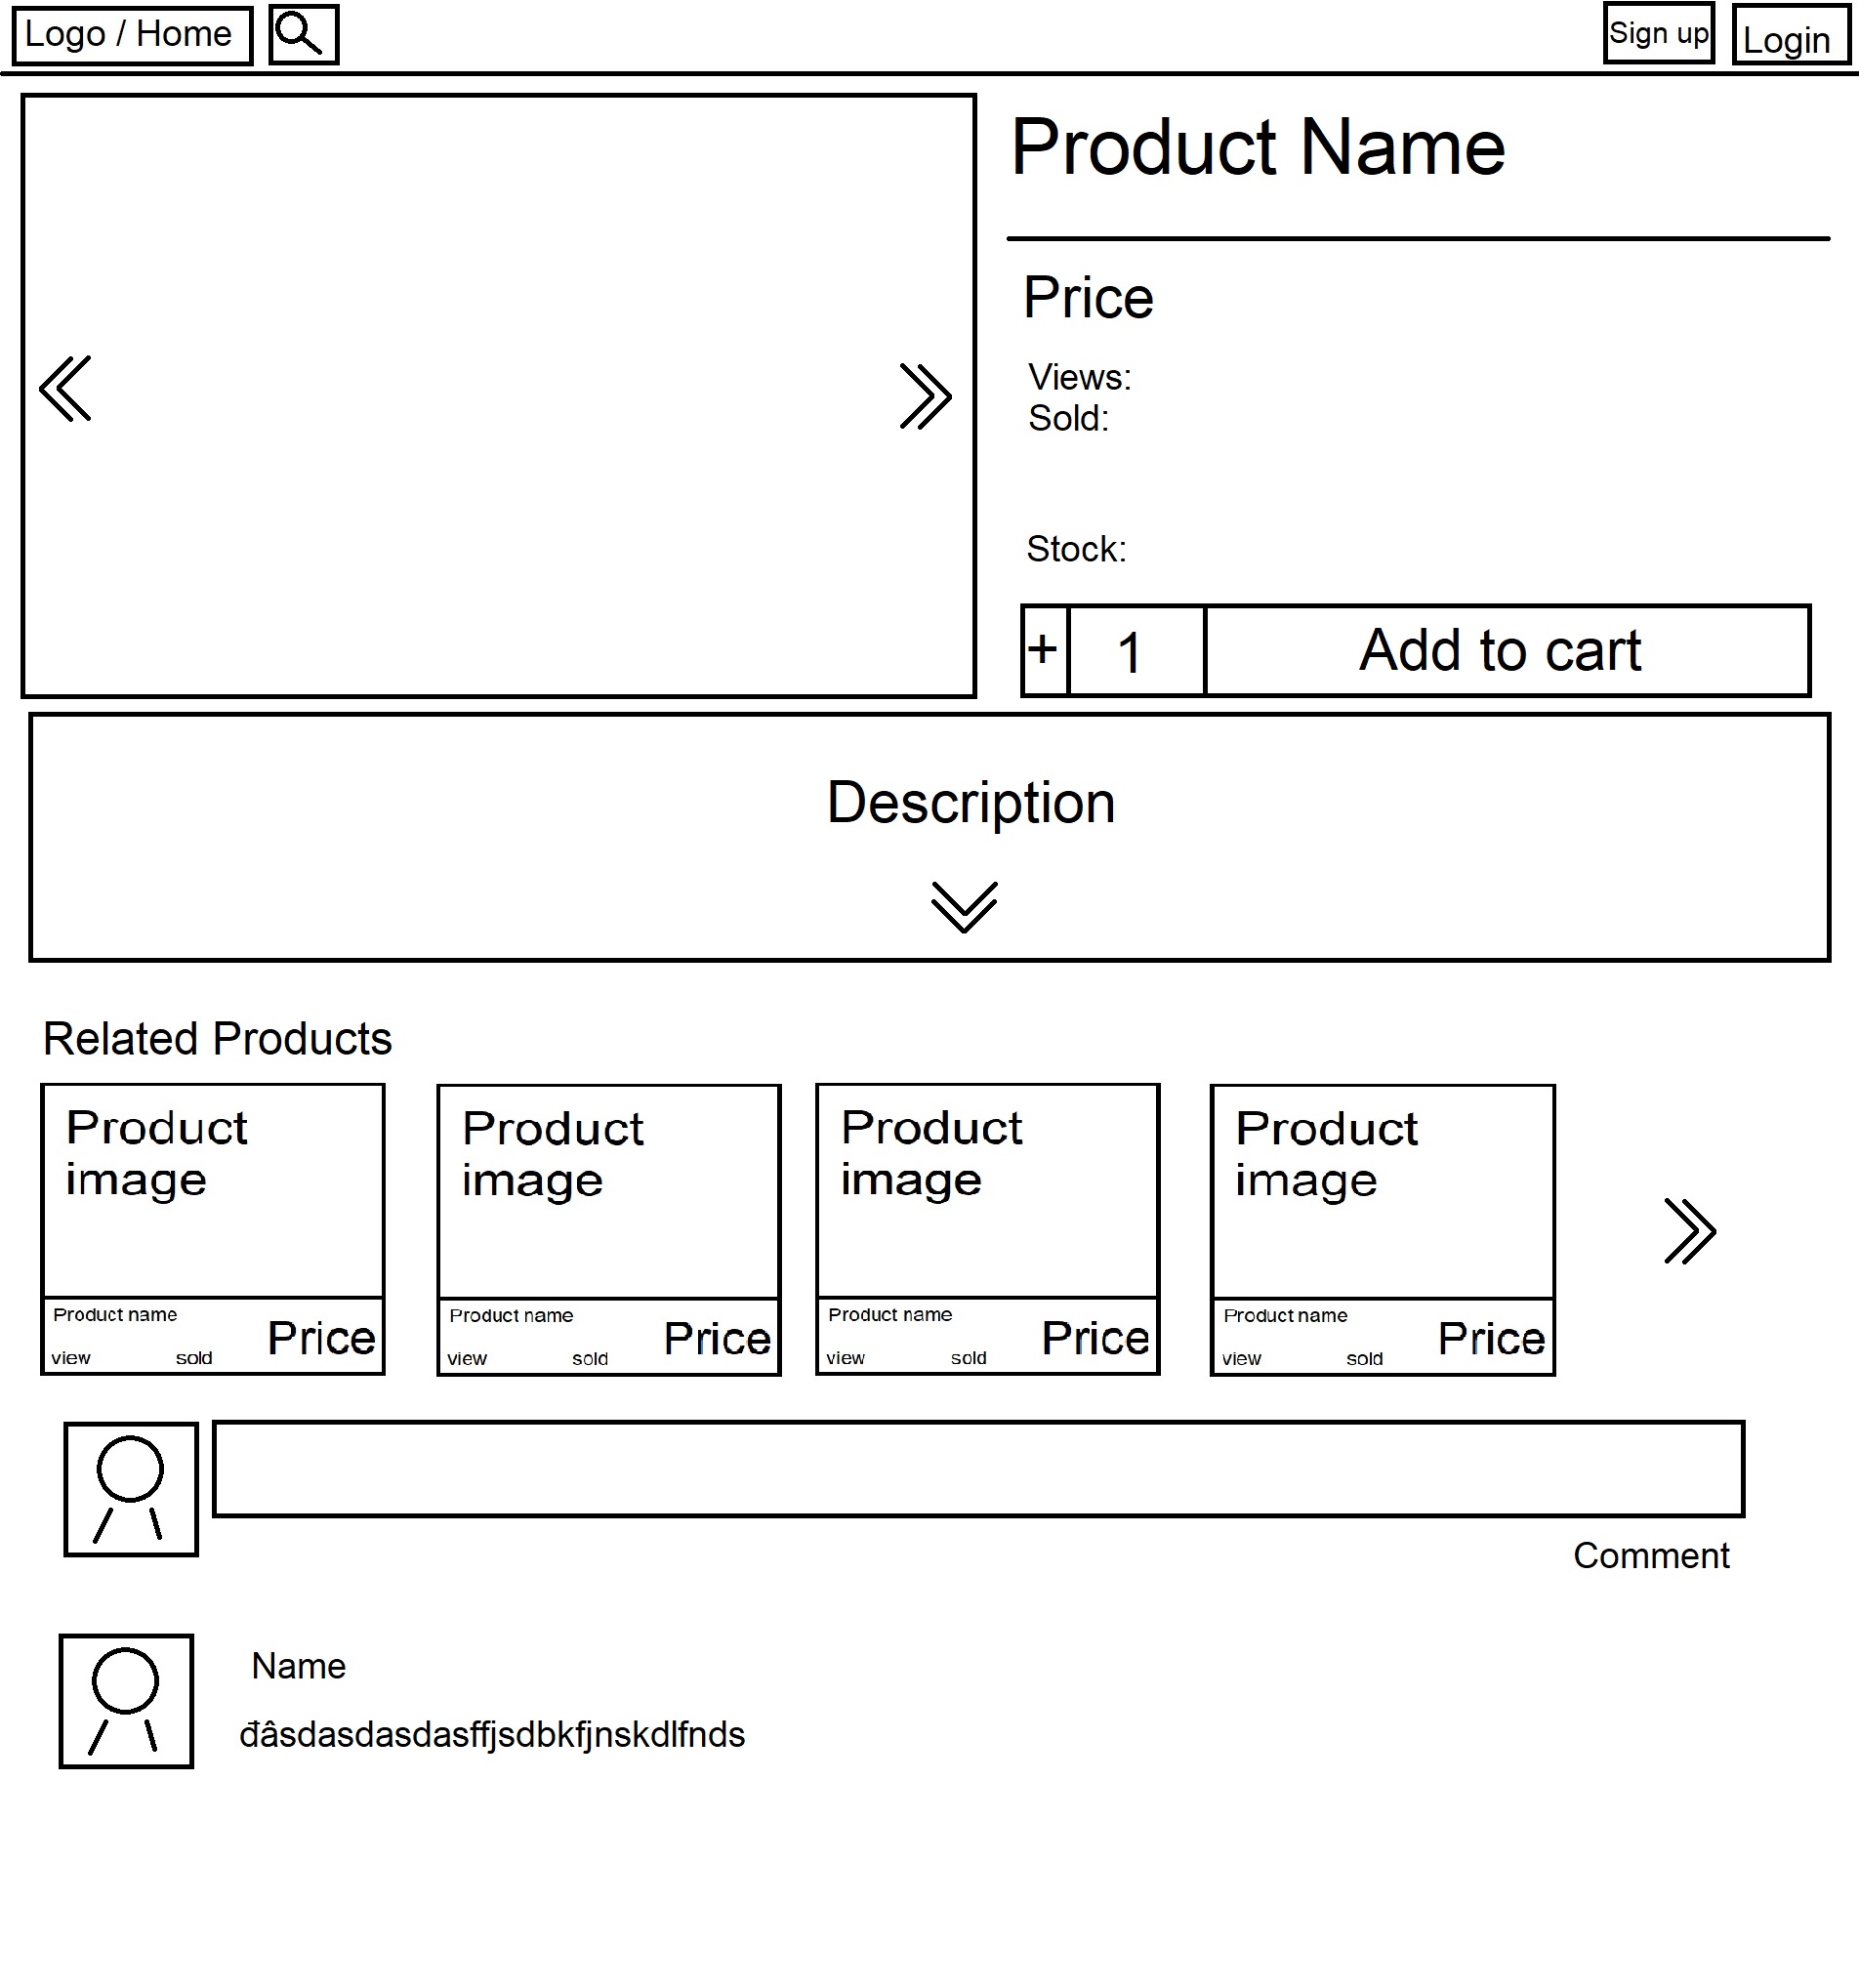 Logo / Home
Sign up
Login
Product Name
Price
Views:
Sold:
Stock:
+ 1 Add to cart
Description
Related Products
Product
image
Product name
Price
view sold
Product
image
Product name
Price
view sold
Product
image
Product name
Price
view sold
Product
image
Product name
Price
view sold
Comment
Name
đâsdasdasdasffjsdbkfjnskdlfnds